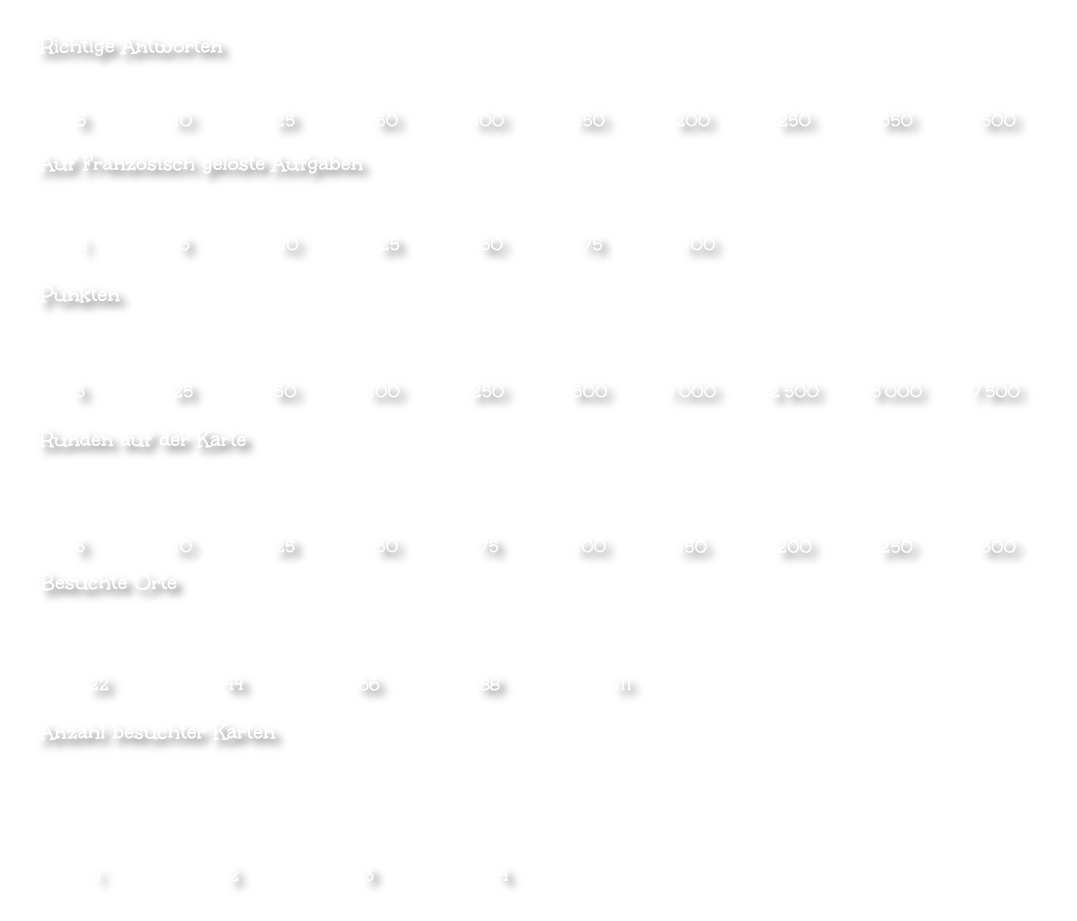 Richtige Antworten
5 10 25 50 100 150 200 250 350 500
Auf Französisch gelöste Aufgaben
1 5 10 25 50 75 100
Punkten
5 25 50 100 250 500 1'000 2'500 5'000 7'500
Runden auf der Karte
5 10 25 50 75 100 150 200 250 500
Besuchte Orte
22 44 66 88 111
Anzahl besuchter Karten
1 2 3 4